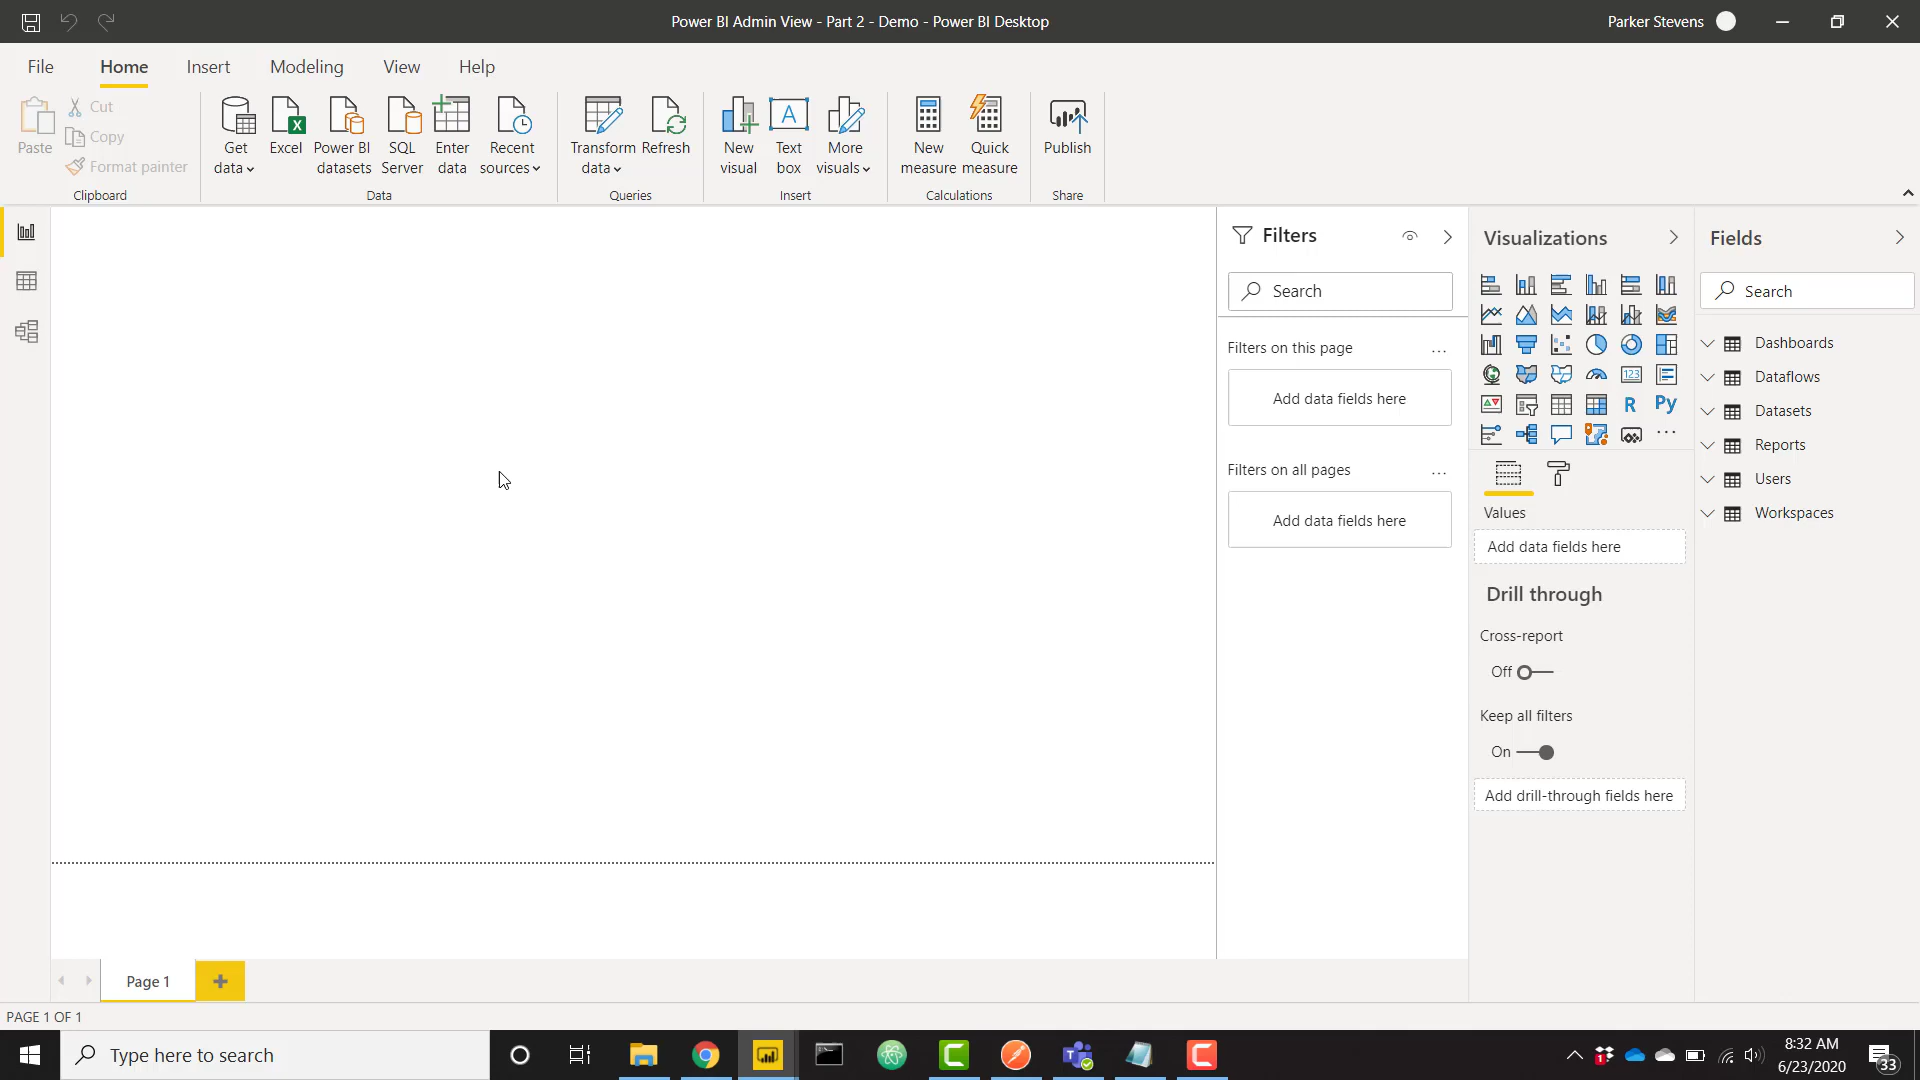 Power BI Admin View - Part 2 - Demo - Power BI Desktop
Parker Stevens
File
Home
Insert
Modeling
View
Help
Paste
Cut
Copy
Format painter
Clipboard
Get
data
Excel
Power BI
datasets
SQL
Server
Enter
data
Recent
sources
Data
Transform
data
Refresh
Queries
New
visual
A
Text
box
More
visuals
Insert
New
measure
Quick
measure
Calculations
Publish
Share
Filters
Search
Filters on this page
...
Add data fields here
Filters on all pages
...
Add data fields here
Visualizations
123
R
Py
...
Values
Add data fields here
Drill through
Cross-report
Off
Keep all filters
On
Add drill-through fields here
Fields
Search
Dashboards
Dataflows
Datasets
Reports
Users
Workspaces
Page 1
PAGE 1 OF 1
Type here to search
8:32 AM
6/23/2020
33